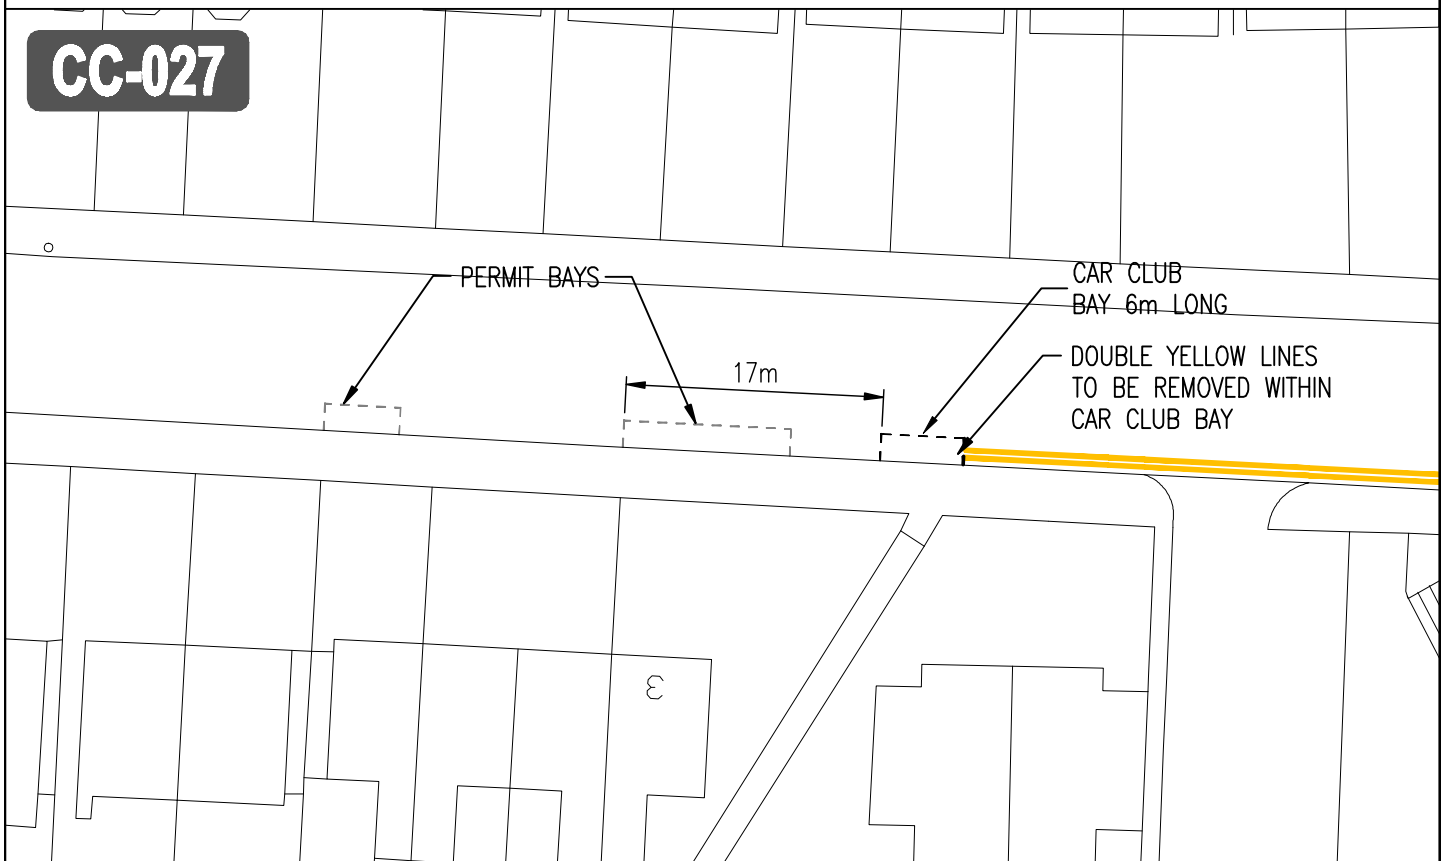 CC-027
PERMIT BAYS
CAR CLUB
BAY 6m LONG
17m
DOUBLE YELLOW LINES
TO BE REMOVED WITHIN
CAR CLUB BAY
3